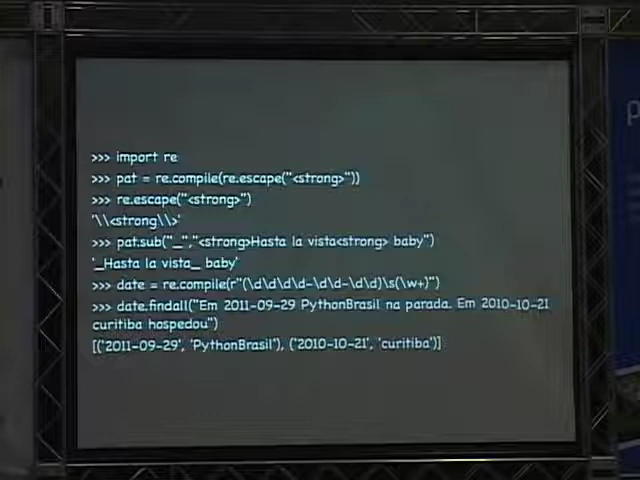 >>> import re
>>> pat = re.compile(re.escape("<strong>"))
>>> re.escape("<strong>")
'\\<strong\\>'
>>> pat.sub("_","<strong>Hasta la vista<strong> baby")
'_Hasta la vista_ baby'
>>> date = re.compile(r"(\d\d\d\d-\d\d-\d\d)\s(\w+)")
>>> date.findall("Em 2011-09-29 PythonBrasil na parada. Em 2010-10-21
curitiba hospedou")
[('2011-09-29', 'PythonBrasil'), ('2010-10-21', 'curitiba')]